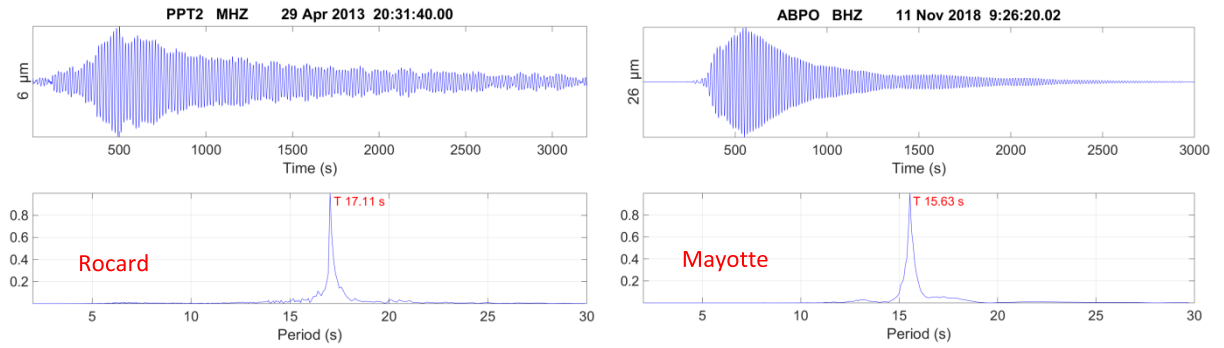 PPT2 MHZ 29 Apr 2013 20:31:40.00
6 µm
500 1000 1500 2000 2500 3000
Time (s)
0.8
0.6
0.4
0.2
T 17.11 s
Rocard
5 10 15 20 25 30
Period (s)
ABPO BHZ 11 Nov 2018 9:26:20.02
26 µm
500 1000 1500 2000 2500 3000
Time (s)
0.8
0.6
0.4
0.2
T 15.63 s
Mayotte
5 10 15 20 25 30
Period (s)